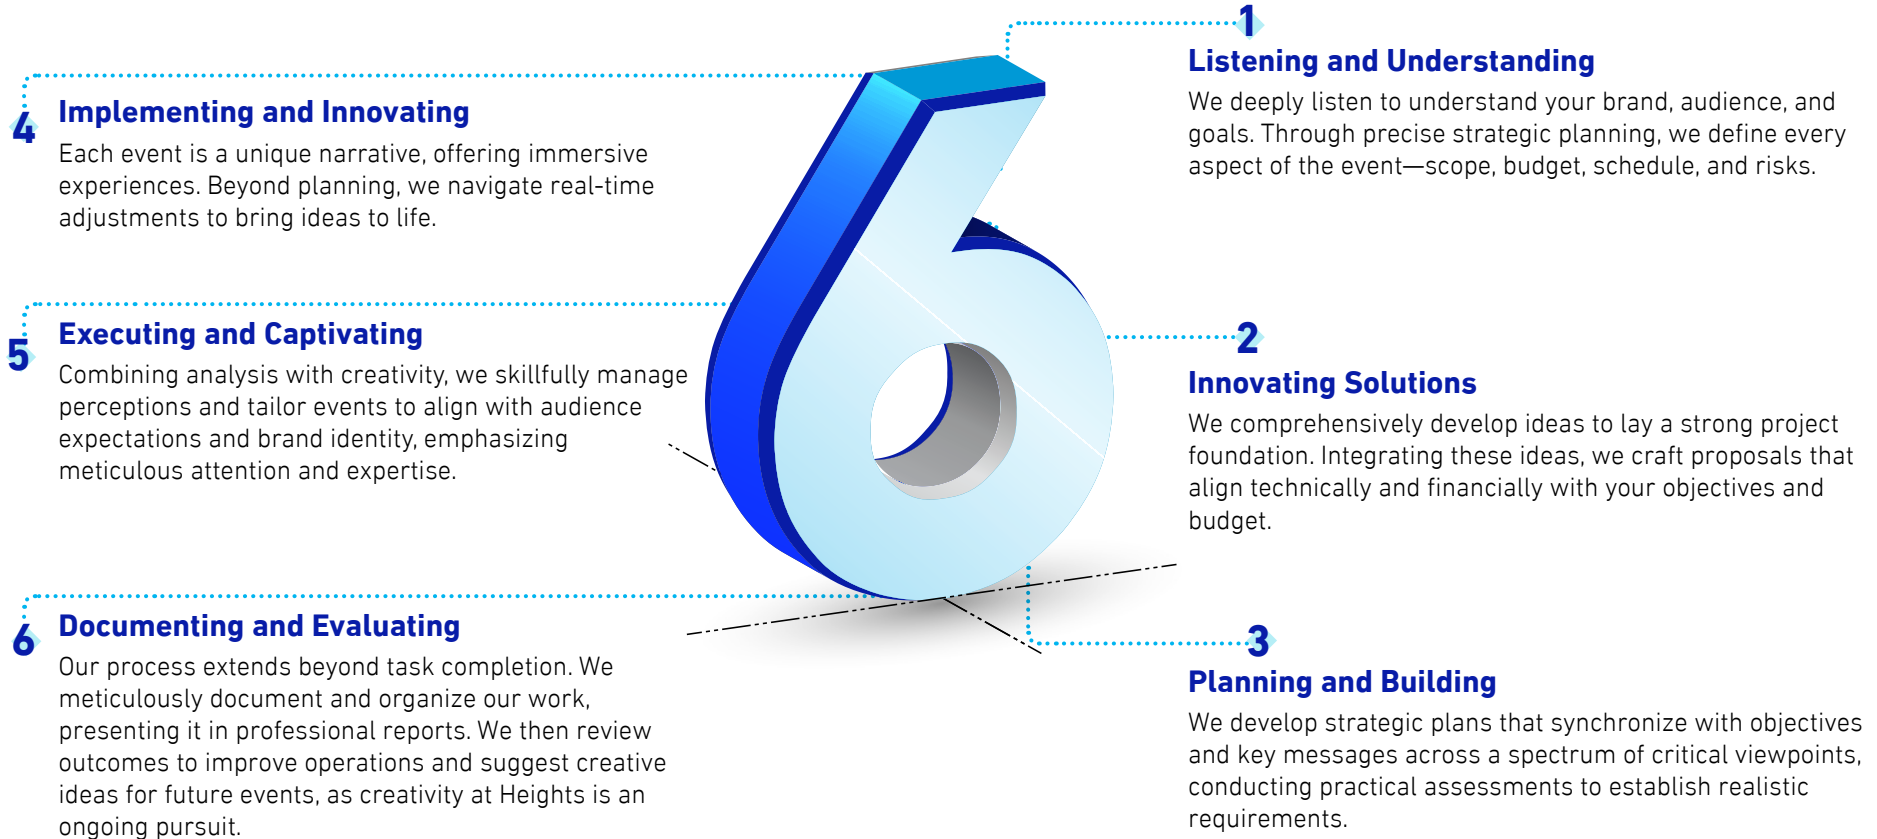 1
Listening and Understanding
We deeply listen to understand your brand, audience, and
goals. Through precise strategic planning, we define every
aspect of the event—scope, budget, schedule, and risks.
2
Innovating Solutions
We comprehensively develop ideas to lay a strong project
foundation. Integrating these ideas, we craft proposals that
align technically and financially with your objectives and
budget.
3
Planning and Building
We develop strategic plans that synchronize with objectives
and key messages across a spectrum of critical viewpoints,
conducting practical assessments to establish realistic
requirements.
4
Implementing and Innovating
Each event is a unique narrative, offering immersive
experiences. Beyond planning, we navigate real-time
adjustments to bring ideas to life.
5
Executing and Captivating
Combining analysis with creativity, we skillfully manage
perceptions and tailor events to align with audience
expectations and brand identity, emphasizing
meticulous attention and expertise.
6
Documenting and Evaluating
Our process extends beyond task completion. We
meticulously document and organize our work,
presenting it in professional reports. We then review
outcomes to improve operations and suggest creative
ideas for future events, as creativity at Heights is an
ongoing pursuit.
6